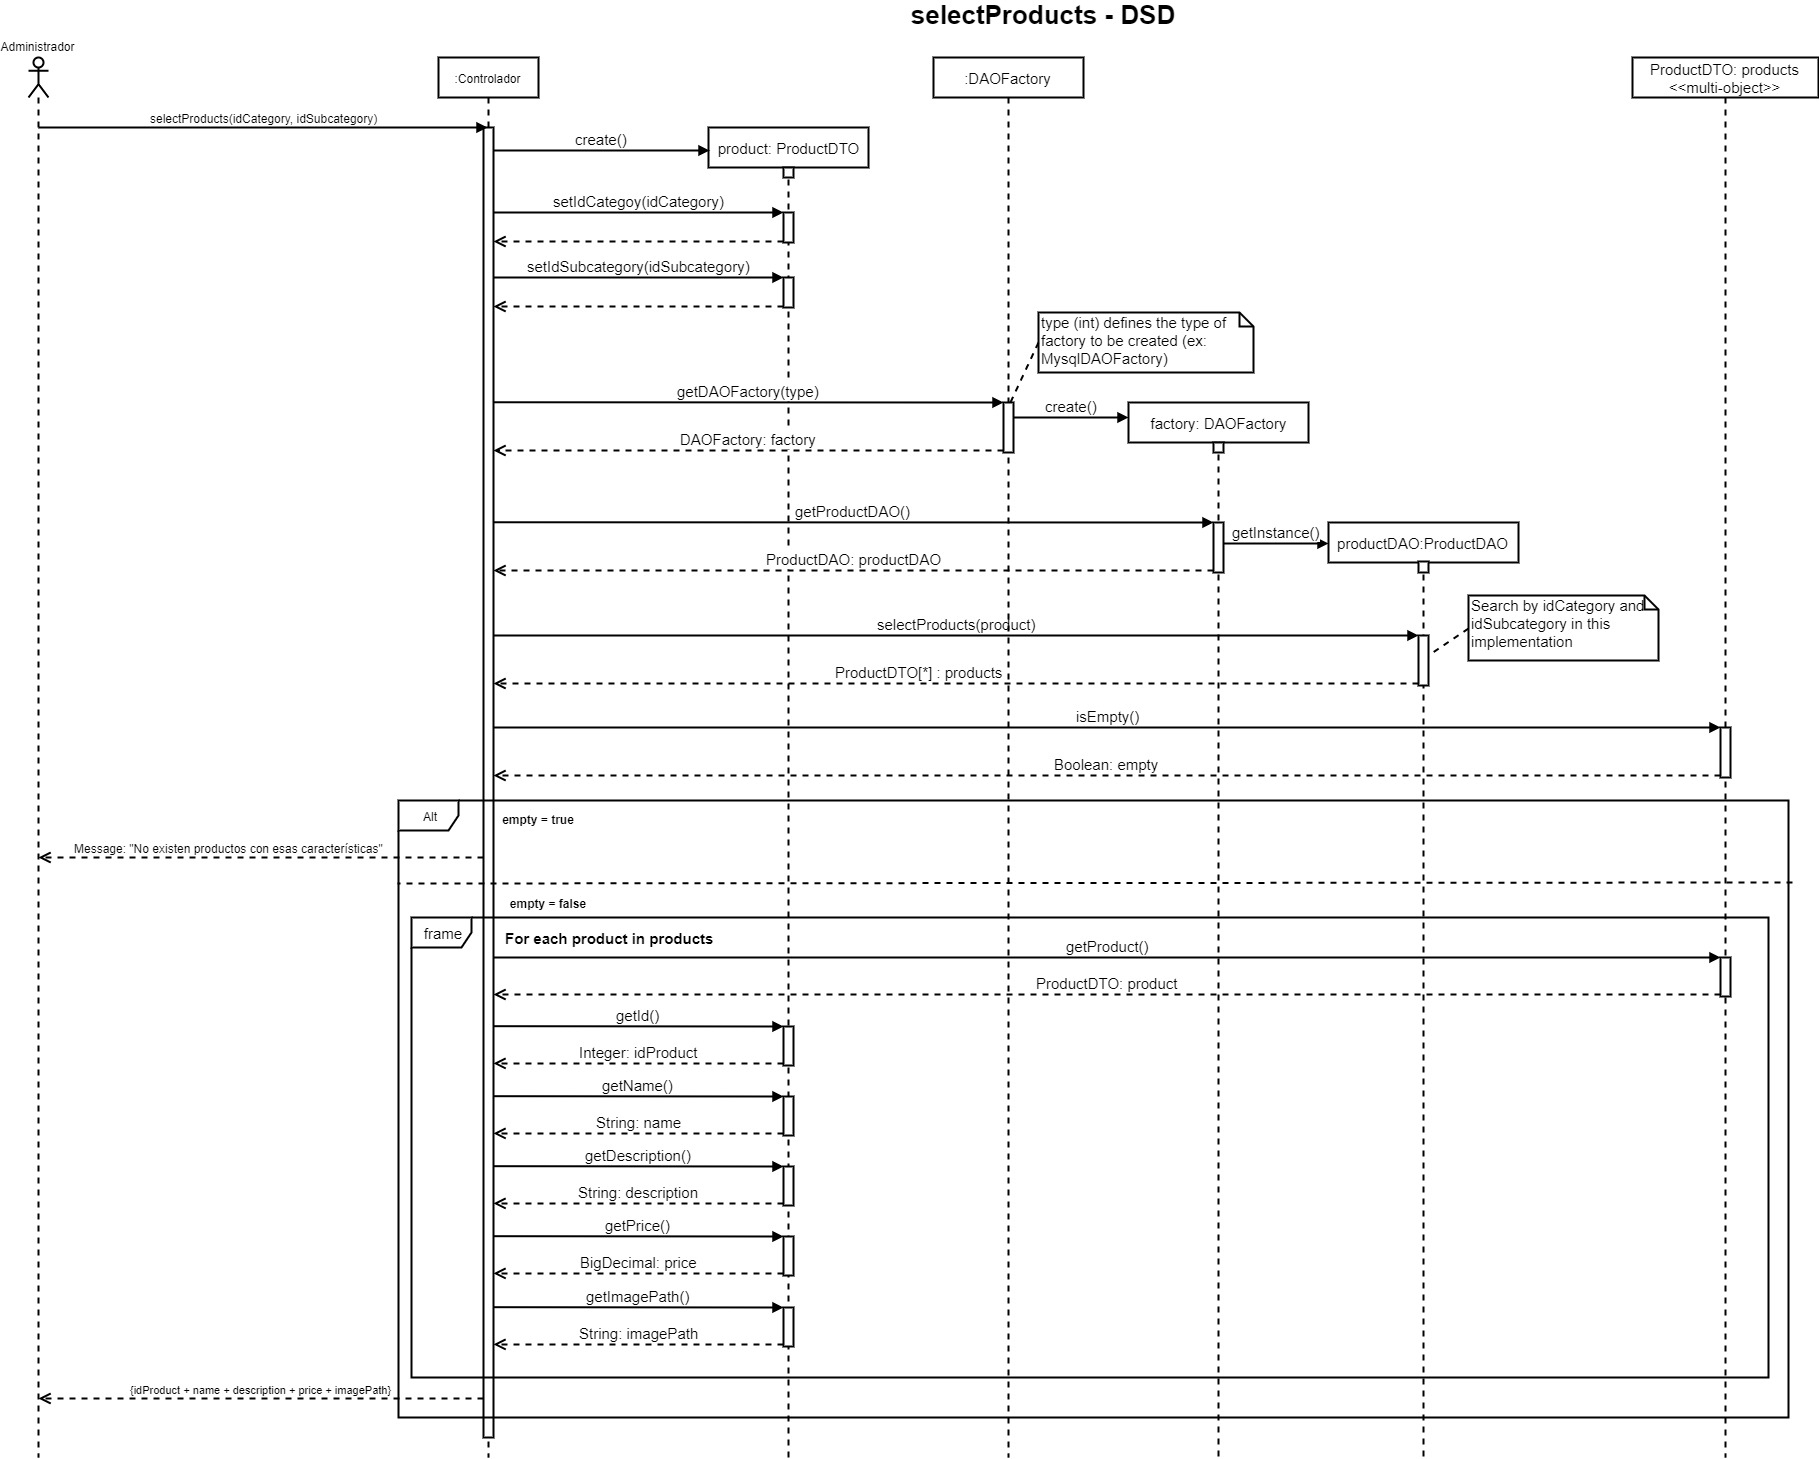 selectProducts - DSD
Administrador
:Controlador
:DAOFactory
ProductDTO: products
<<multi-object>>
selectProducts(idCategory, idSubcategory)
create()
product: ProductDTO
setIdCategoy(idCategory)
setIdSubcategory(idSubcategory)
type (int) defines the type of
factory to be created (ex:
MysqlDAOFactory)
getDAOFactory(type)
create()
factory: DAOFactory
DAOFactory: factory
getProductDAO()
getInstance()
productDAO:ProductDAO
ProductDAO: productDAO
Search by idCategory and
idSubcategory in this
implementation
selectProducts(product)
ProductDTO[*] : products
isEmpty()
Boolean: empty
Alt
empty = true
Message: "No existen productos con esas características"
empty = false
frame
For each product in products
getProduct()
ProductDTO: product
getId()
Integer: idProduct
getName()
String: name
getDescription()
String: description
getPrice()
BigDecimal: price
getImagePath()
String: imagePath
{idProduct + name + description + price + imagePath}